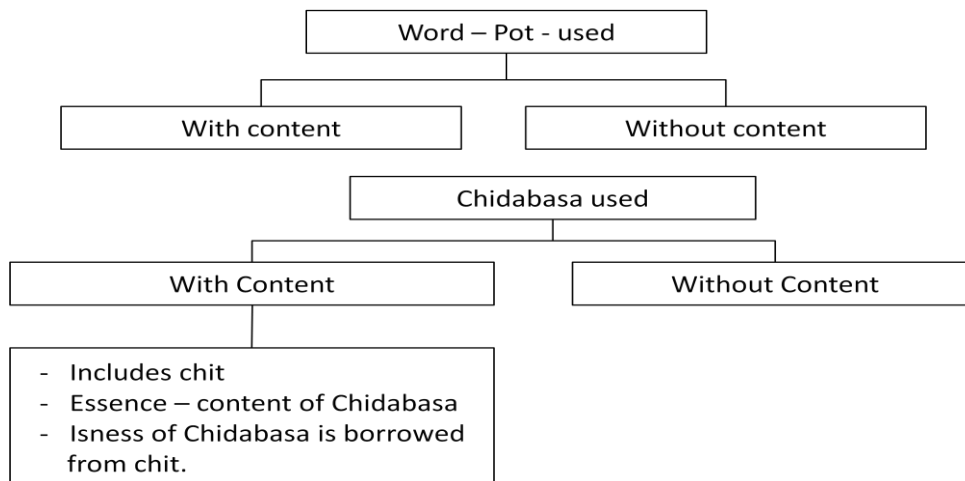 Word – Pot - used
With content
Without content
Chidabasa used
With Content
Without Content
- Includes chit
- Essence – content of Chidabasa
- Isness of Chidabasa is borrowed
from chit.